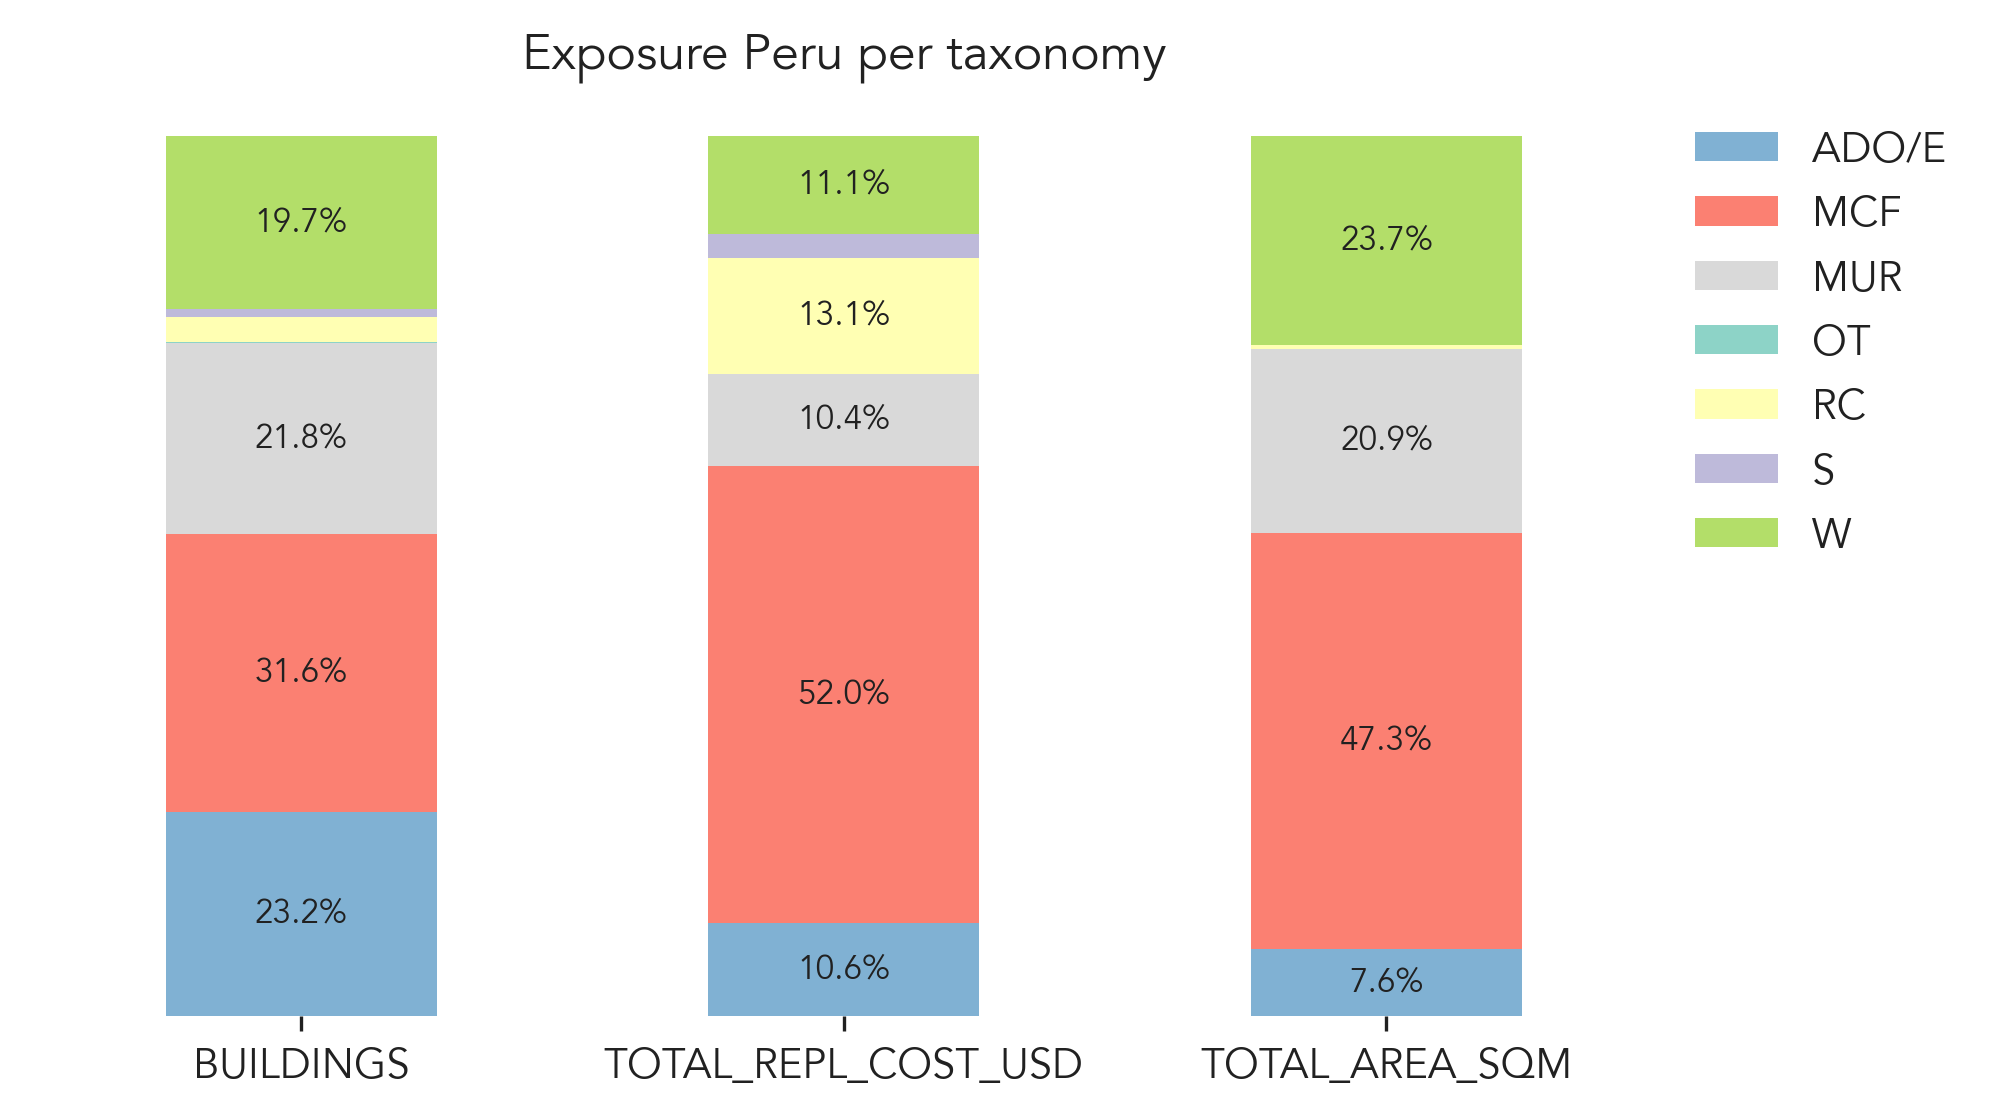 Exposure Peru per taxonomy
19.7%
21.8%
31.6%
23.2%
BUILDINGS
11.1%
13.1%
10.4%
52.0%
10.6%
TOTAL_REPL_COST_USD
23.7%
20.9%
47.3%
7.6%
TOTAL_AREA_SQM
ADO/E
MCF
MUR
OT
RC
S
W